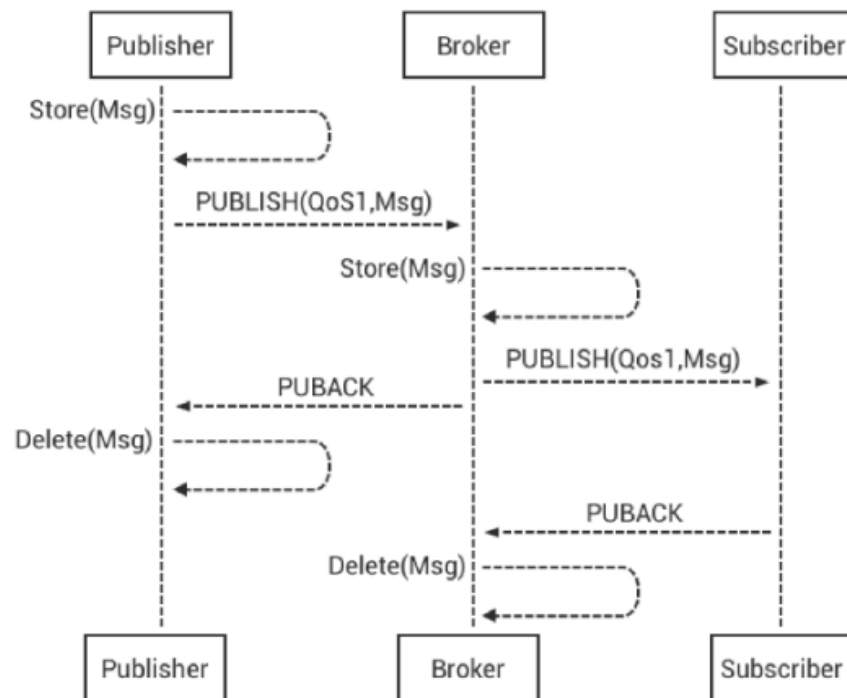 Publisher
Broker
Subscriber
Store(Msg)
PUBLISH(QoS1,Msg)
Store(Msg)
PUBLISH(Qos1,Msg)
PUBACK
Delete(Msg)
PUBACK
Delete(Msg)
Publisher
Broker
Subscriber